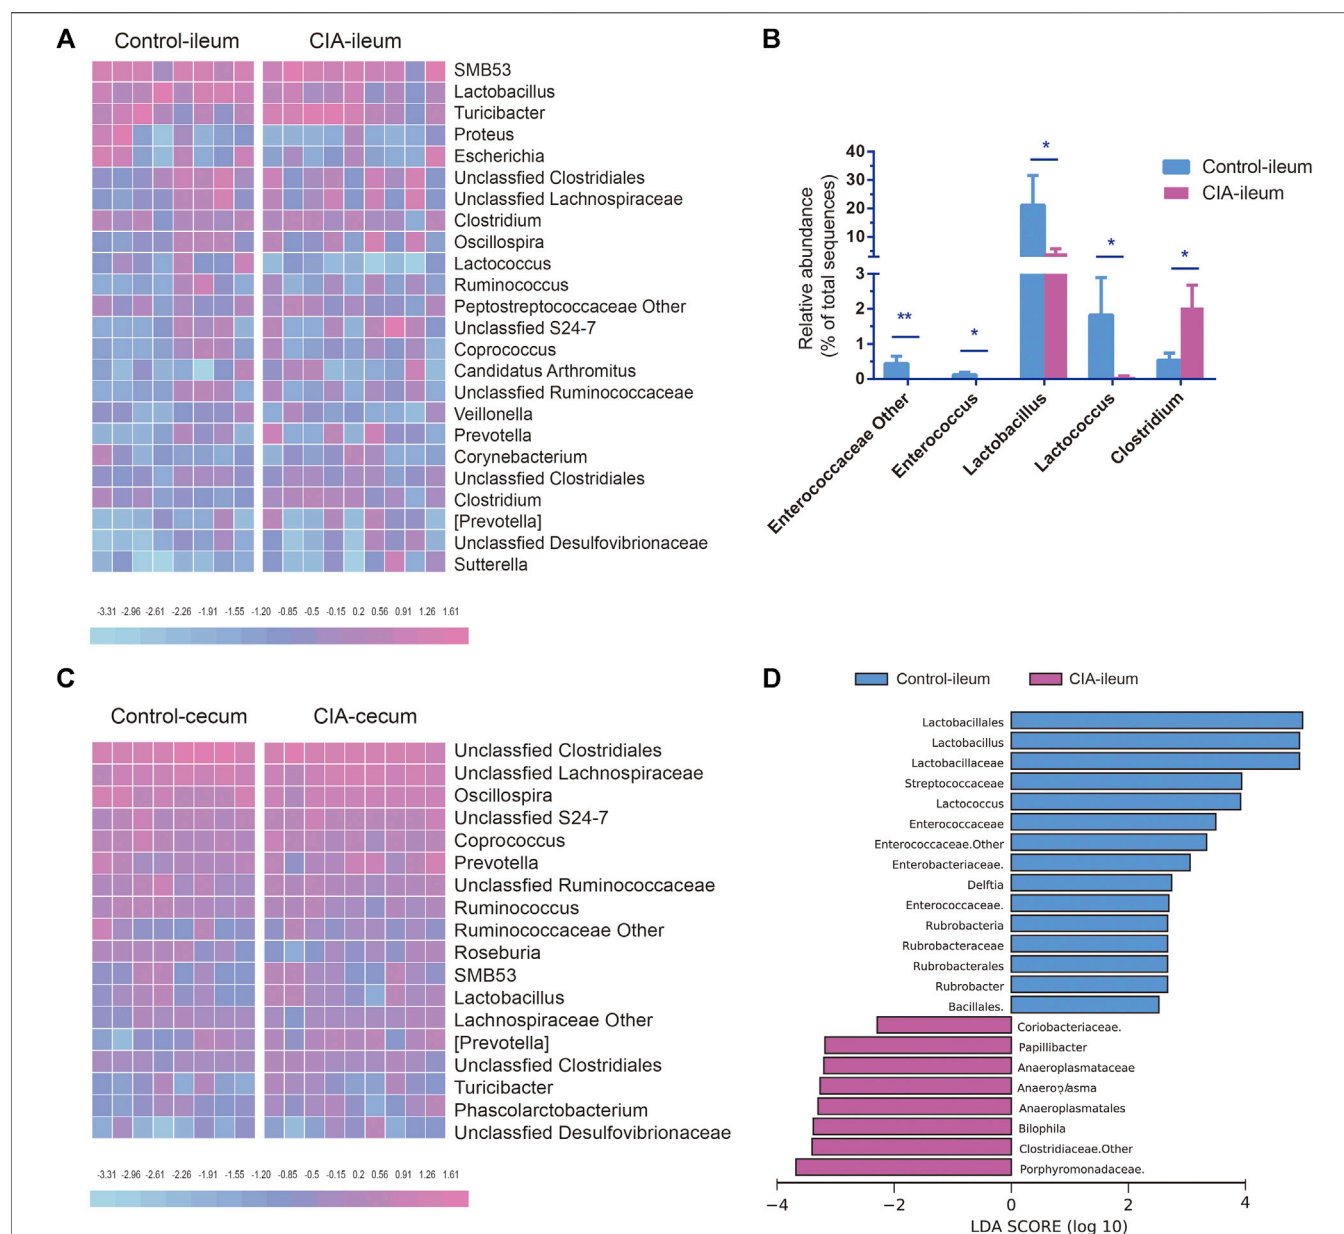 A
Control-ileum
CIA-ileum
SMB53
Lactobacillus
Turicibacter
Proteus
Escherichia
Unclassfied Clostridiales
Unclassfied Lachnospiraceae
Clostridium
Oscillospira
Lactococcus
Ruminococcus
Peptostreptococcaceae Other
Unclassfied S24-7
Coprococcus
Candidatus Arthromitus
Unclassfied Ruminococcaceae
Veillonella
Prevotella
Corynebacterium
Unclassfied Clostridiales
Clostridium
[Prevotella]
Unclassfied Desulfovibrionaceae
Sutterella
-3.31 -2.96 -2.61 -2.26 -1.91 -1.55 -1.20 -0.85 -0.5 -0.15 0.2 0.56 0.91 1.26 1.61
B
Relative abundance
(% of total sequences)
40
30
20
10
3
2
1
0
** * * * *
Control-ileum
CIA-ileum
Enterococcaceae Other
Enterococcus
Lactobacillus
Lactococcus
Clostridium
C
Control-cecum
CIA-cecum
Unclassfied Clostridiales
Unclassfied Lachnospiraceae
Oscillospira
Unclassfied S24-7
Coprococcus
Prevotella
Unclassfied Ruminococcaceae
Ruminococcus
Ruminococcaceae Other
Roseburia
SMB53
Lactobacillus
Lachnospiraceae Other
[Prevotella]
Unclassfied Clostridiales
Turicibacter
Phascolarctobacterium
Unclassfied Desulfovibrionaceae
-3.31 -2.96 -2.61 -2.26 -1.91 -1.55 -1.20 -0.85 -0.5 -0.15 0.2 0.56 0.91 1.26 1.61
D
Control-ileum
CIA-ileum
Lactobacillales
Lactobacillus
Lactobacillaceae
Streptococcaceae
Lactococcus
Enterococcaceae
Enterococcaceae.Other
Enterobacteriaceae.
Delftia
Enterococcaceae.
Rubrobacteria
Rubrobacteraceae
Rubrobacterales
Rubrobacter
Bacillales.
Coriobacteriaceae.
Papillibacter
Anaeroplasmataceae
Anaeroplasmatales
Bilophila
Clostridiaceae.Other
Porphyromonadaceae.
−4 −2 0 2 4
LDA SCORE (log 10)